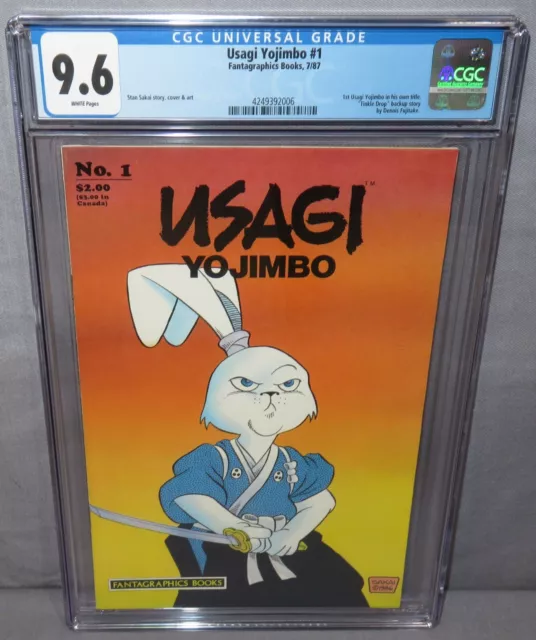 CGC UNIVERSAL GRADE
9.6
WHITE Pages
Usagi Yojimbo #1
Fantagraphics Books, 7/87
Stan Sakai story, cover & art
4249392006
1st Usagi Yojimbo in his own title.
"Tinkle Drop" backup story
by Dennis Fujitake.
CGC
No. 1
$2.00
($3.00 in
Canada)
USAGI
TM
YOJIMBO
FANTAGRAPHICS BOOKS
SAKAI